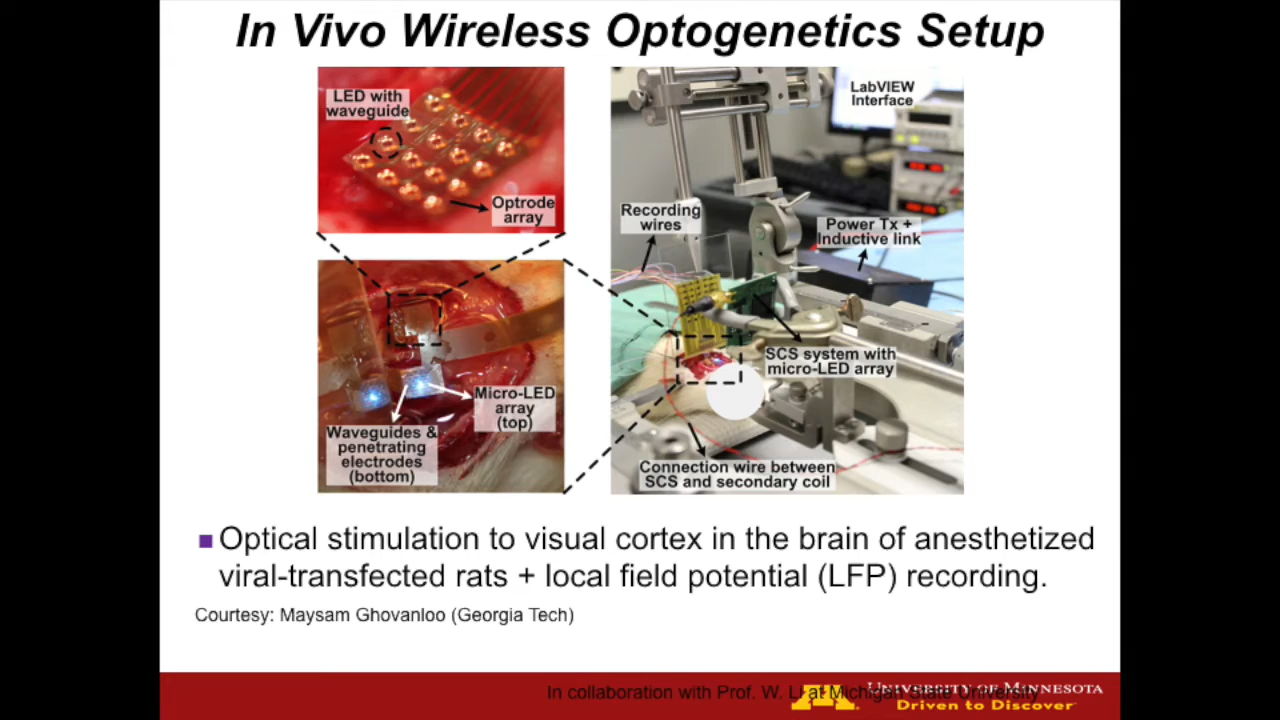 In Vivo Wireless Optogenetics Setup
LED with
waveguide
Optrode
array
Micro-LED
array
(top)
Waveguides &
penetrating
electrodes
(bottom)
LabVIEW
Interface
Recording
wires
Power Tx +
Inductive link
SCS system with
micro-LED array
Connection wire between
SCS and secondary coil
■ Optical stimulation to visual cortex in the brain of anesthetized
viral-transfected rats + local field potential (LFP) recording.
Courtesy: Maysam Ghovanloo (Georgia Tech)
In collaboration with Prof. W. Li at Michigan State University
UNIVERSITY OF MINNESOTA
Driven to Discover